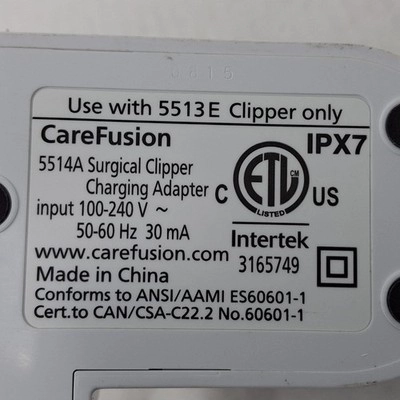 Use with 5513E Clipper only
CareFusion IPX7
5514A Surgical Clipper
Charging Adapter
input 100-240 V ~
50-60 Hz 30 mA
C ETL US
LISTED
Intertek
3165749
www.carefusion.com
Made in China
Conforms to ANSI/AAMI ES60601-1
Cert.to CAN/CSA-C22.2 No.60601-1